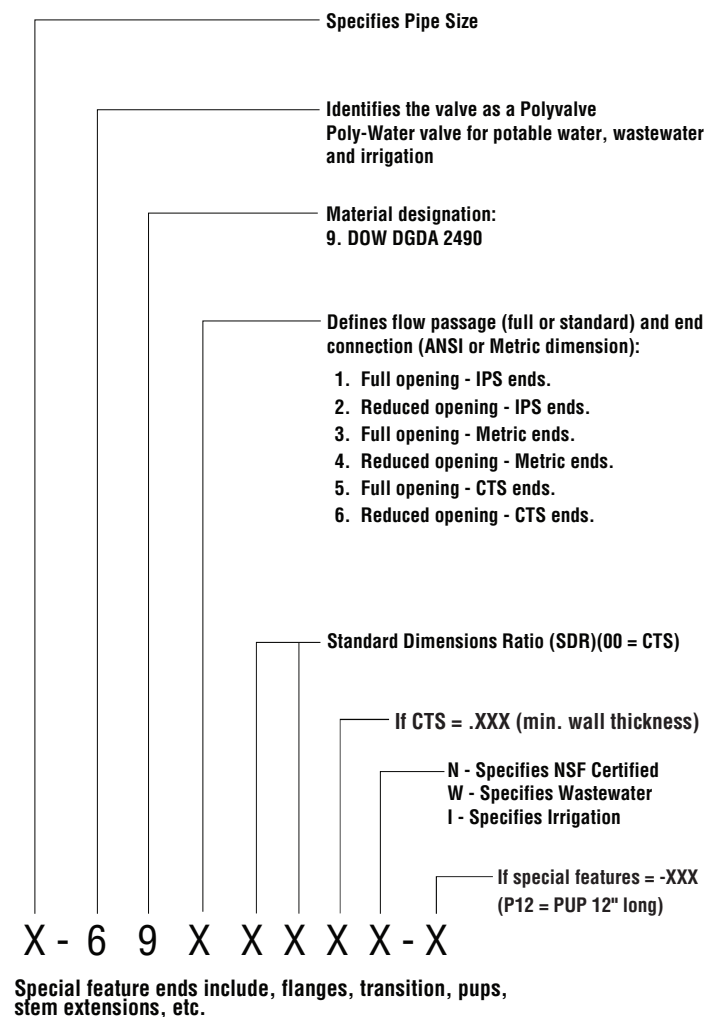 Specifies Pipe Size
Identifies the valve as a Polyvalve
Poly-Water valve for potable water, wastewater
and irrigation
Material designation:
9. DOW DGDA 2490
Defines flow passage (full or standard) and end
connection (ANSI or Metric dimension):
1. Full opening - IPS ends.
2. Reduced opening - IPS ends.
3. Full opening - Metric ends.
4. Reduced opening - Metric ends.
5. Full opening - CTS ends.
6. Reduced opening - CTS ends.
Standard Dimensions Ratio (SDR)(00 = CTS)
If CTS = .XXX (min. wall thickness)
N - Specifies NSF Certified
W - Specifies Wastewater
I - Specifies Irrigation
If special features = -XXX
(P12 = PUP 12" long)
X - 6 9 X X X X X - X
Special feature ends include, flanges, transition, pups,
stem extensions, etc.